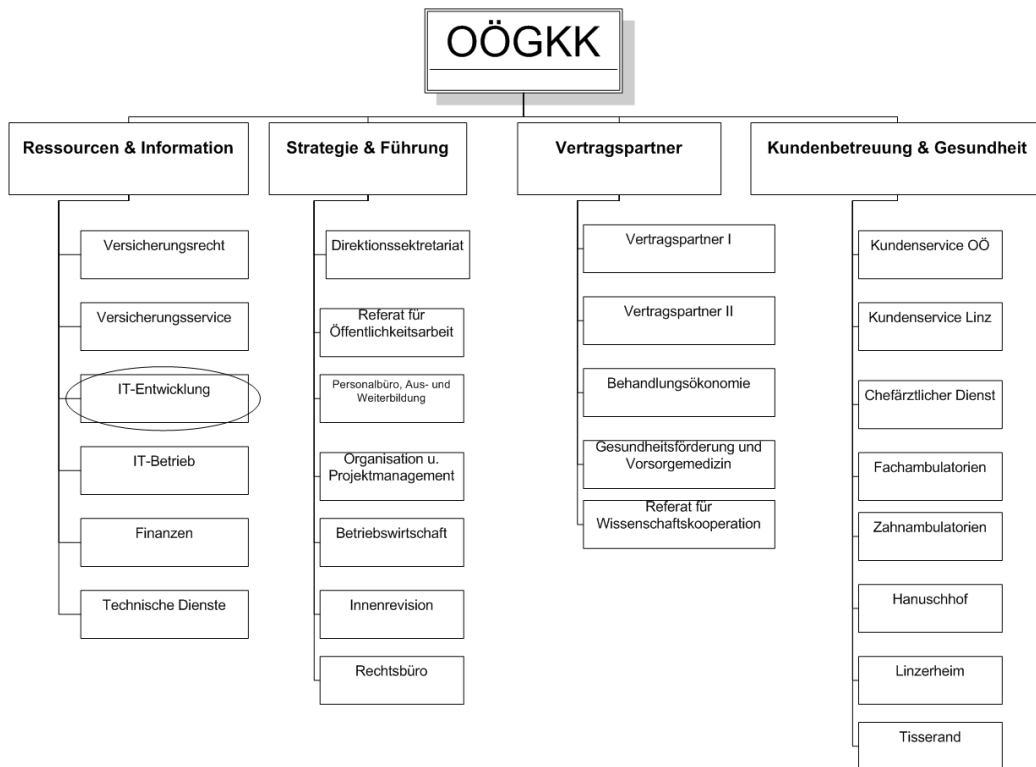 OÖGKK
Ressources & Information
Versicherungsrecht
Versicherungsservice
IT-Entwicklung
IT-Betrieb
Finanzen
Technische Dienste
Strategie & Führung
Direktionssektretariat
Referat für
Öffentlichkeitsarbeit
Personalbüro, Aus- und
Weiterbildung
Organisation u.
Projektmanagement
Betriebswirtschaft
Innenrevision
Rechtsbüro
Vertragspartner
Vertragspartner I
Vertragspartner II
Behandlungsökonomie
Gesundheitsförderung und
Vorsorgemedizin
Referat für
Wissenschaftskooperation
Kundenbetreuung & Gesundheit
Kundenservice OÖ
Kundenservice Linz
Chefärztlicher Dienst
Fachambulatorien
Zahnambulatorien
Hanuschhof
Linzerheim
Tisserand